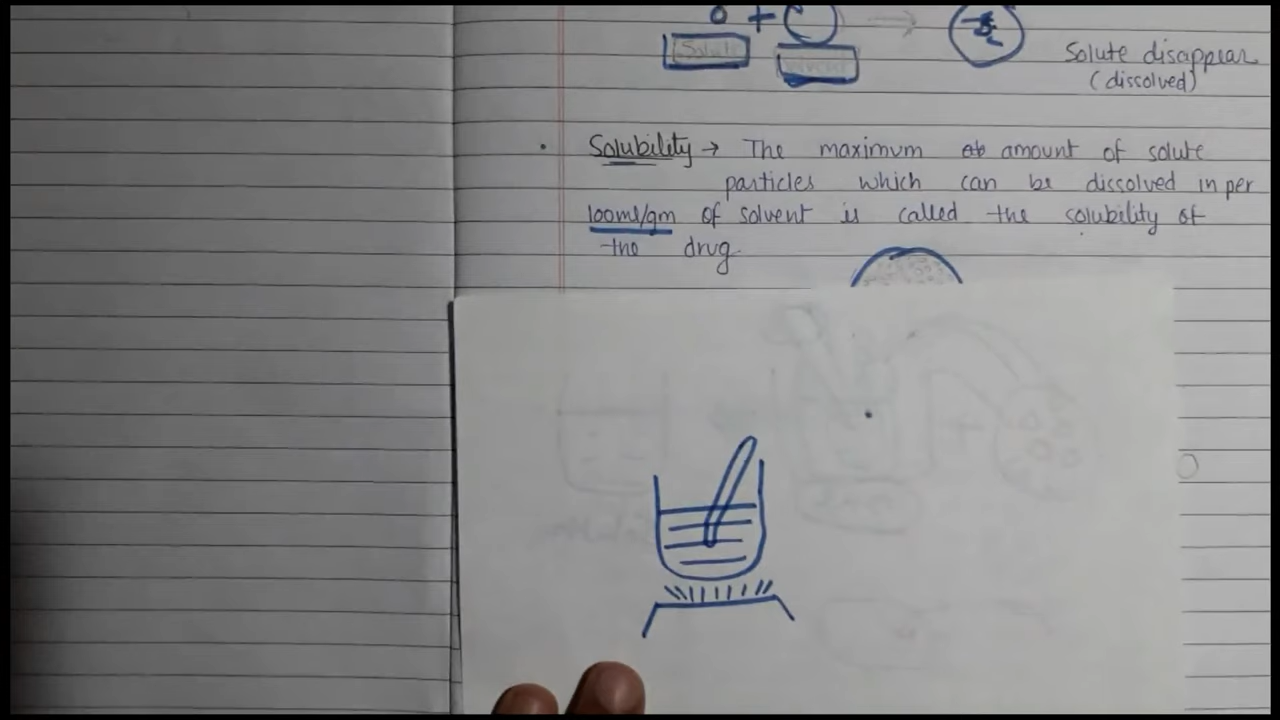 Solute
Solute disappear
(dissolved)
Solubility → The maximum amount of solute
particles which can be dissolved in per
100ml/gm of solvent is called the solubility of
the drug